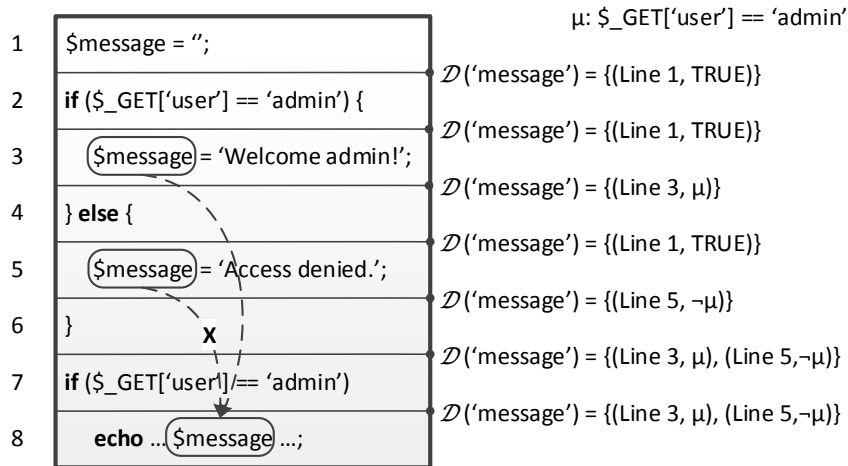 μ: $_GET[‘user’] == ‘admin’
1 $message = ‘’;
𝒟(‘message’) = {(Line 1, TRUE)}
2 if ($_GET[‘user’] == ‘admin’) {
𝒟(‘message’) = {(Line 1, TRUE)}
3 $message = ‘Welcome admin!’;
𝒟(‘message’) = {(Line 3, μ)}
4 } else {
𝒟(‘message’) = {(Line 1, TRUE)}
5 $message = ‘Access denied.’;
𝒟(‘message’) = {(Line 5, ¬μ)}
6 }
X
𝒟(‘message’) = {(Line 3, μ), (Line 5,¬μ)}
7 if ($_GET[‘user’] == ‘admin’)
𝒟(‘message’) = {(Line 3, μ), (Line 5,¬μ)}
8 echo ... $message ...;